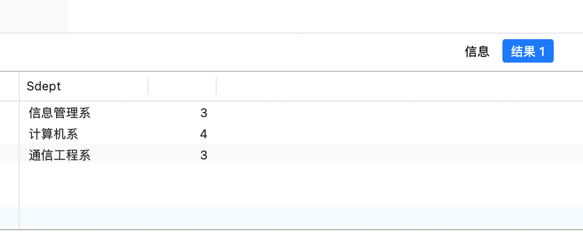 信息 结果 1
Sdept
信息管理系 3
计算机系 4
通信工程系 3